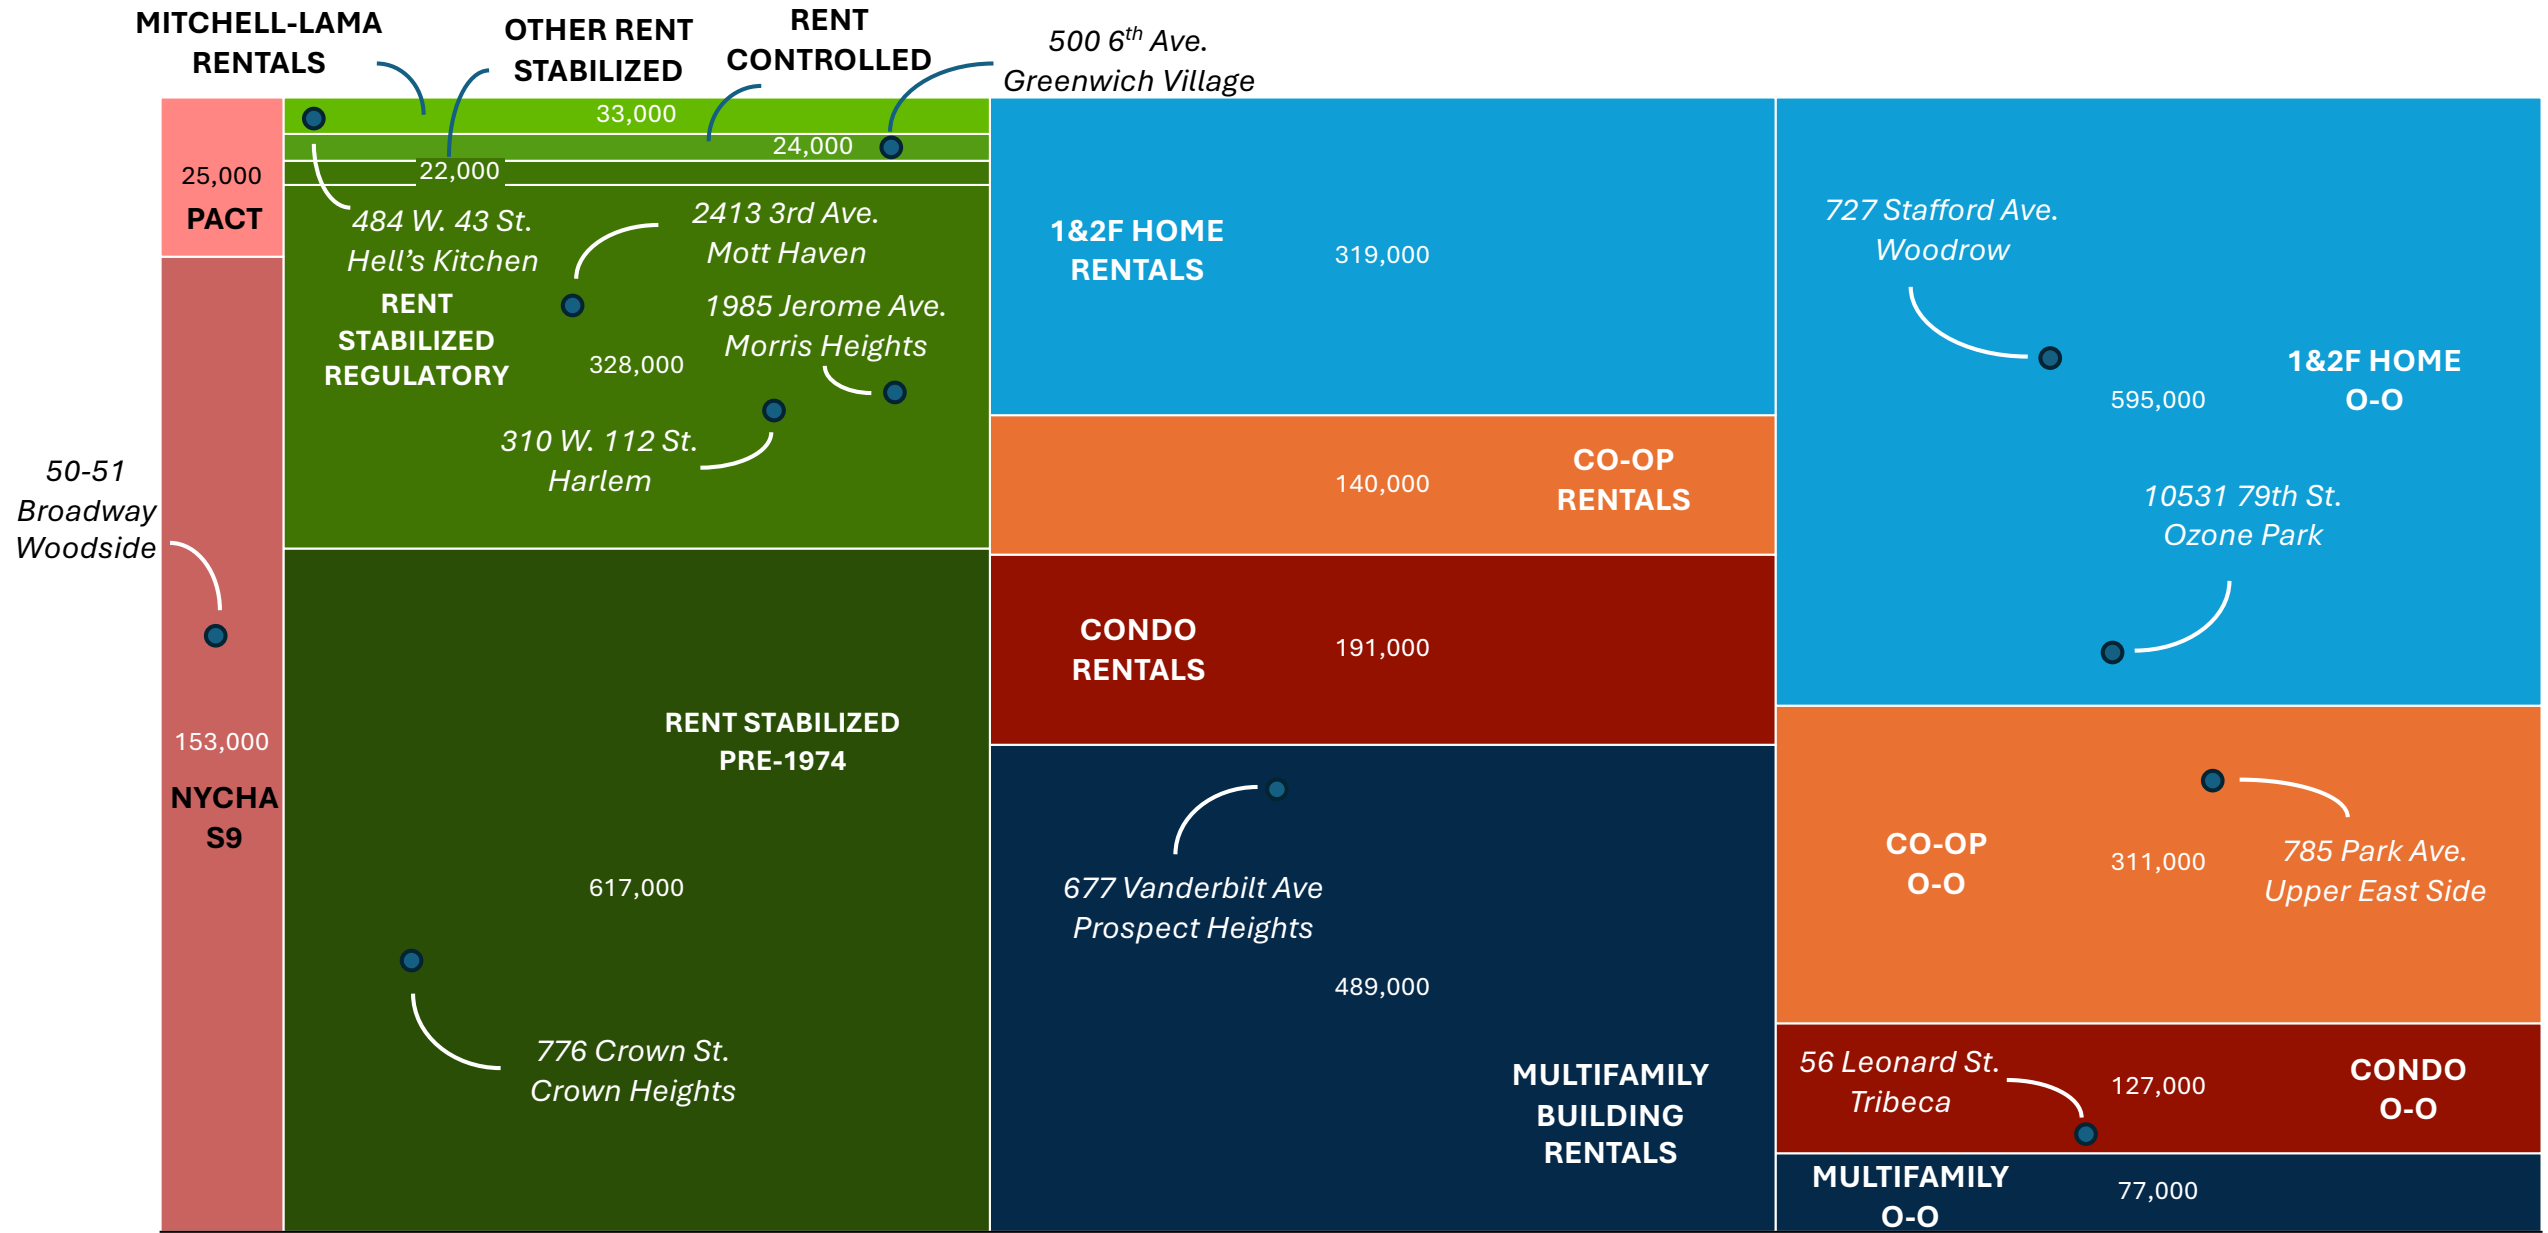 MITCHELL-LAMA
RENTALS
OTHER RENT
STABILIZED
RENT
CONTROLLED
500 6th Ave.
Greenwich Village
33,000
24,000
22,000
25,000
PACT
484 W. 43 St.
Hell’s Kitchen
2413 3rd Ave.
Mott Haven
RENT
STABILIZED
REGULATORY
328,000
1985 Jerome Ave.
Morris Heights
310 W. 112 St.
Harlem
50-51
Broadway
Woodside
153,000
NYCHA
S9
RENT STABILIZED
PRE-1974
617,000
776 Crown St.
Crown Heights
1&2F HOME
RENTALS
319,000
140,000
CO-OP
RENTALS
CONDO
RENTALS
191,000
677 Vanderbilt Ave
Prospect Heights
489,000
MULTIFAMILY
BUILDING
RENTALS
727 Stafford Ave.
Woodrow
595,000
1&2F HOME
O-O
10531 79th St.
Ozone Park
CO-OP
O-O
311,000
785 Park Ave.
Upper East Side
56 Leonard St.
Tribeca
127,000
CONDO
O-O
MULTIFAMILY
O-O
77,000